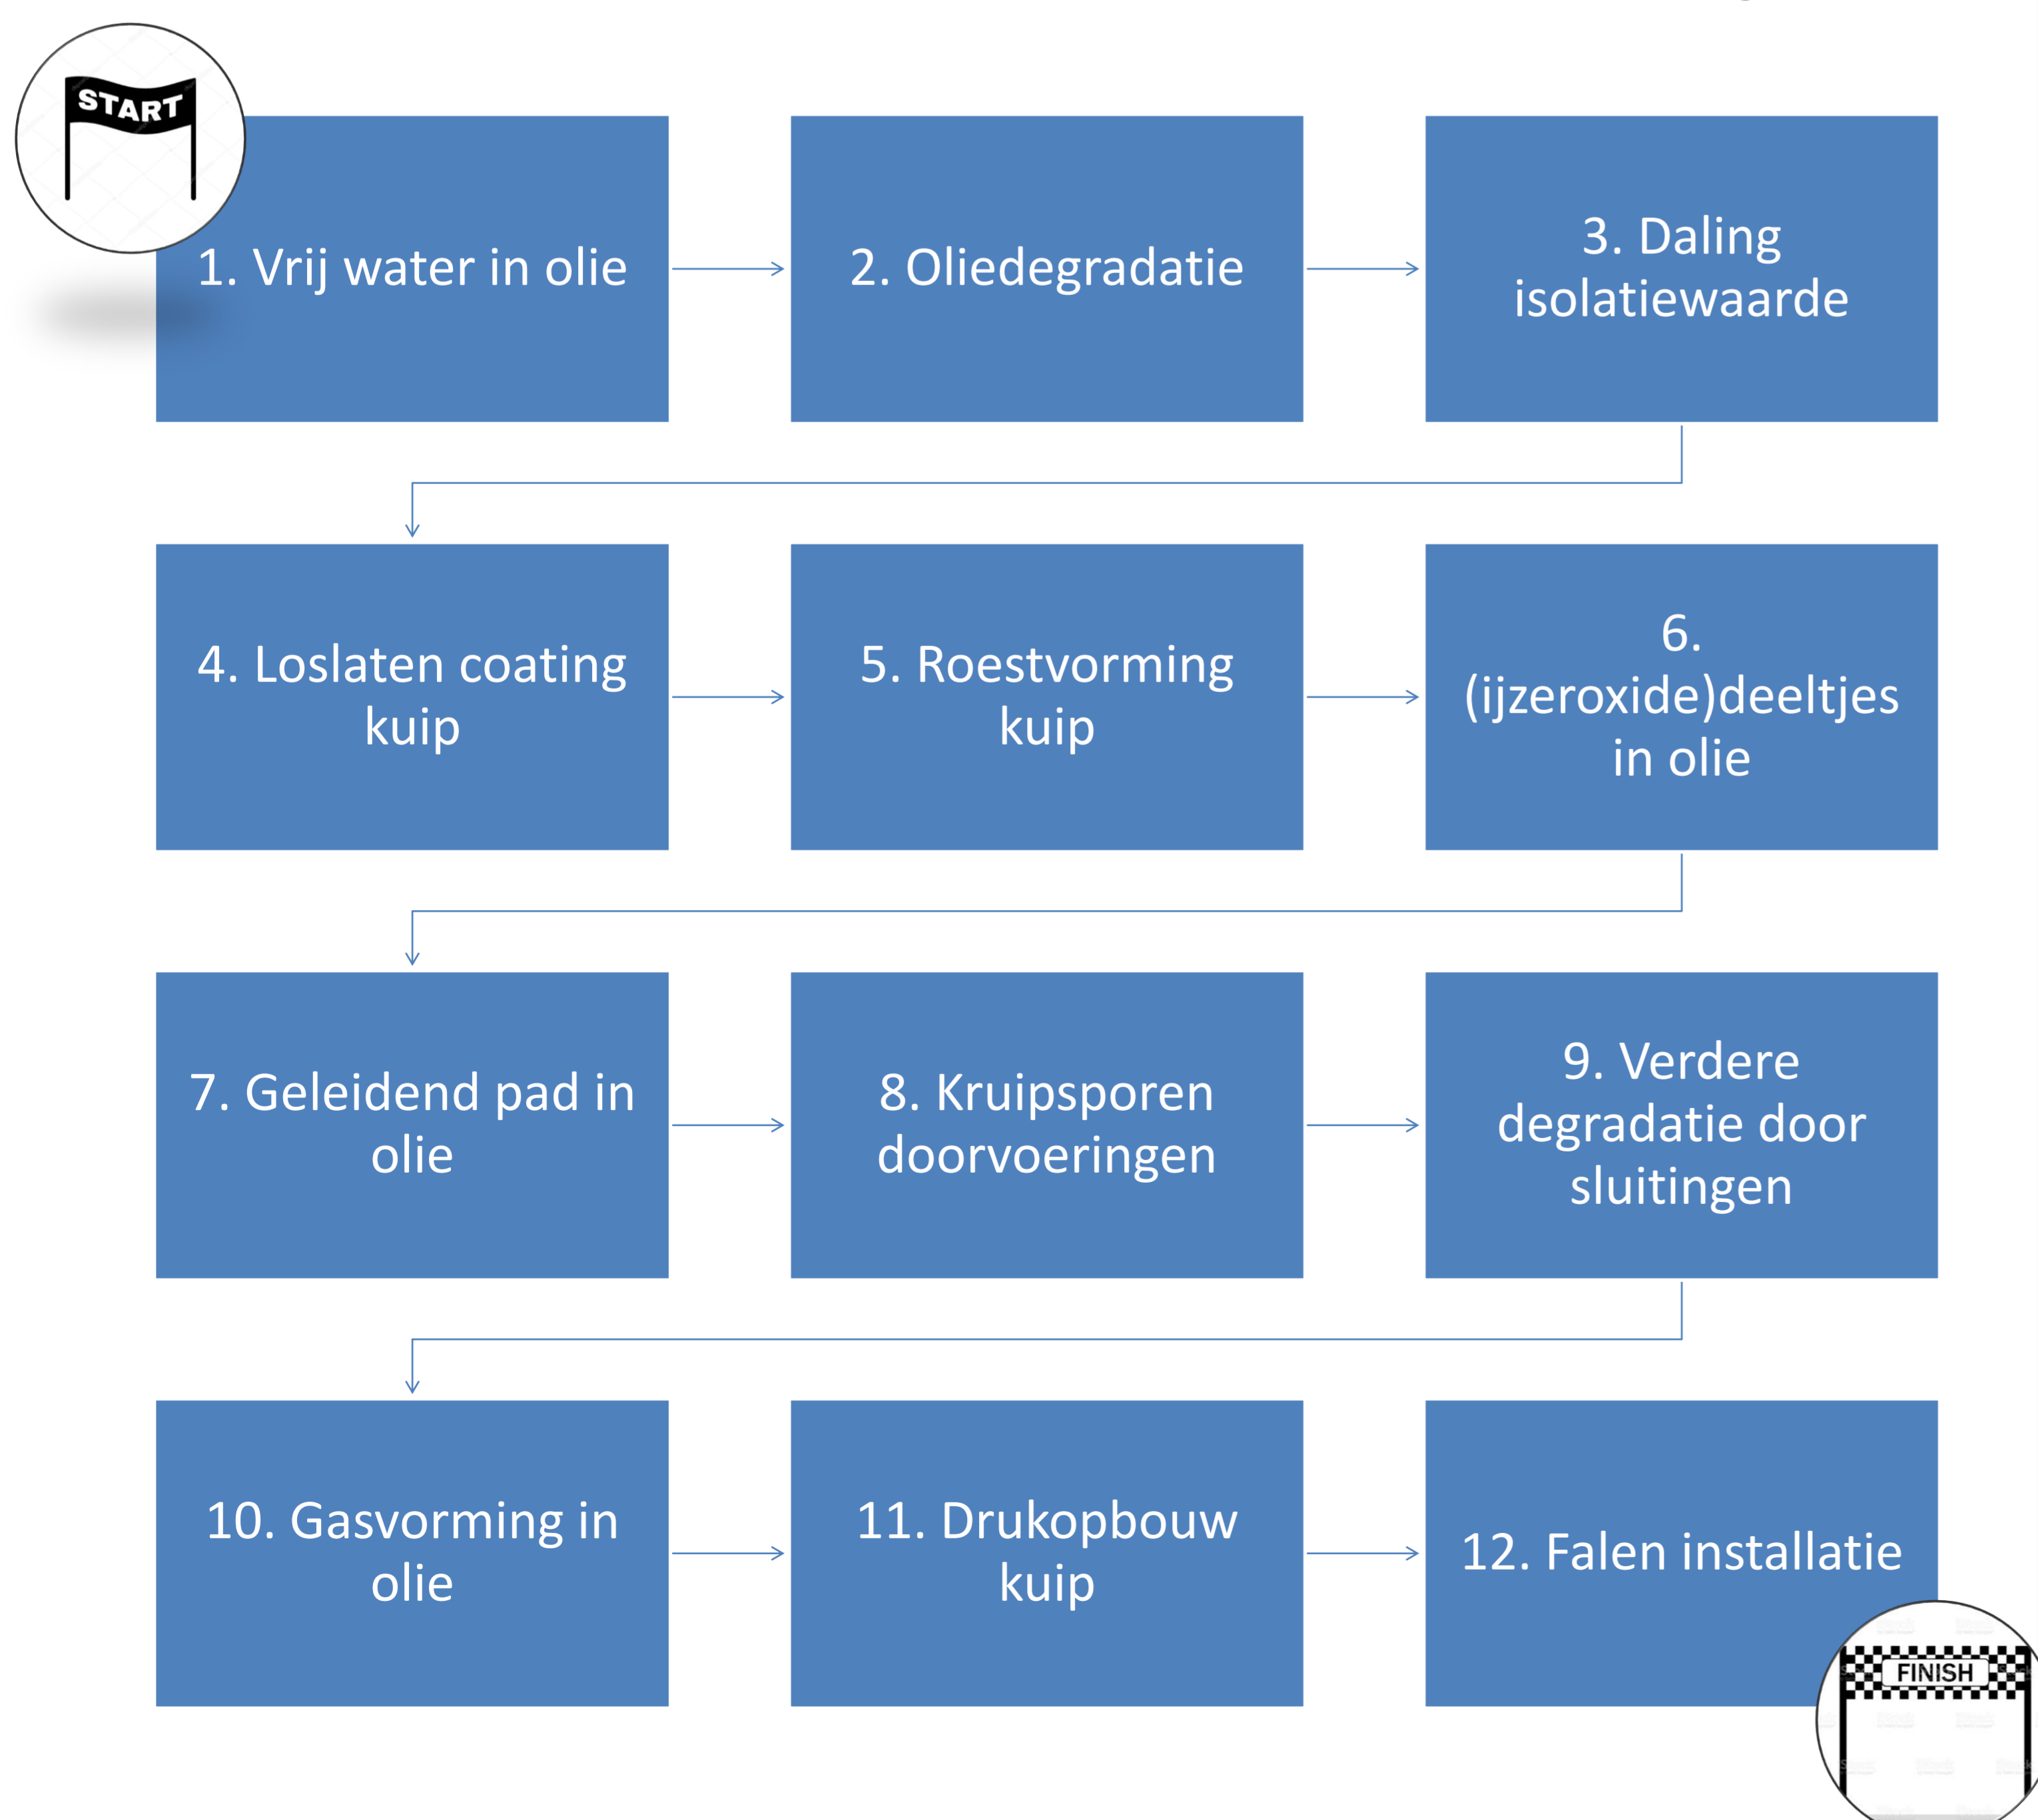 START
1. Vrij water in olie
2. Oliedegradatie
3. Daling
isolatiewaarde
4. Loslaten coating
kuip
5. Roestvorming
kuip
6.
(ijzeroxide)deeltjes
in olie
7. Geleidend pad in
olie
8. Kruipsporen
doorvoeringen
9. Verdere
degradatie door
sluitingen
10. Gasvorming in
olie
11. Drukopbouw
kuip
12. Falen installatie
FINISH